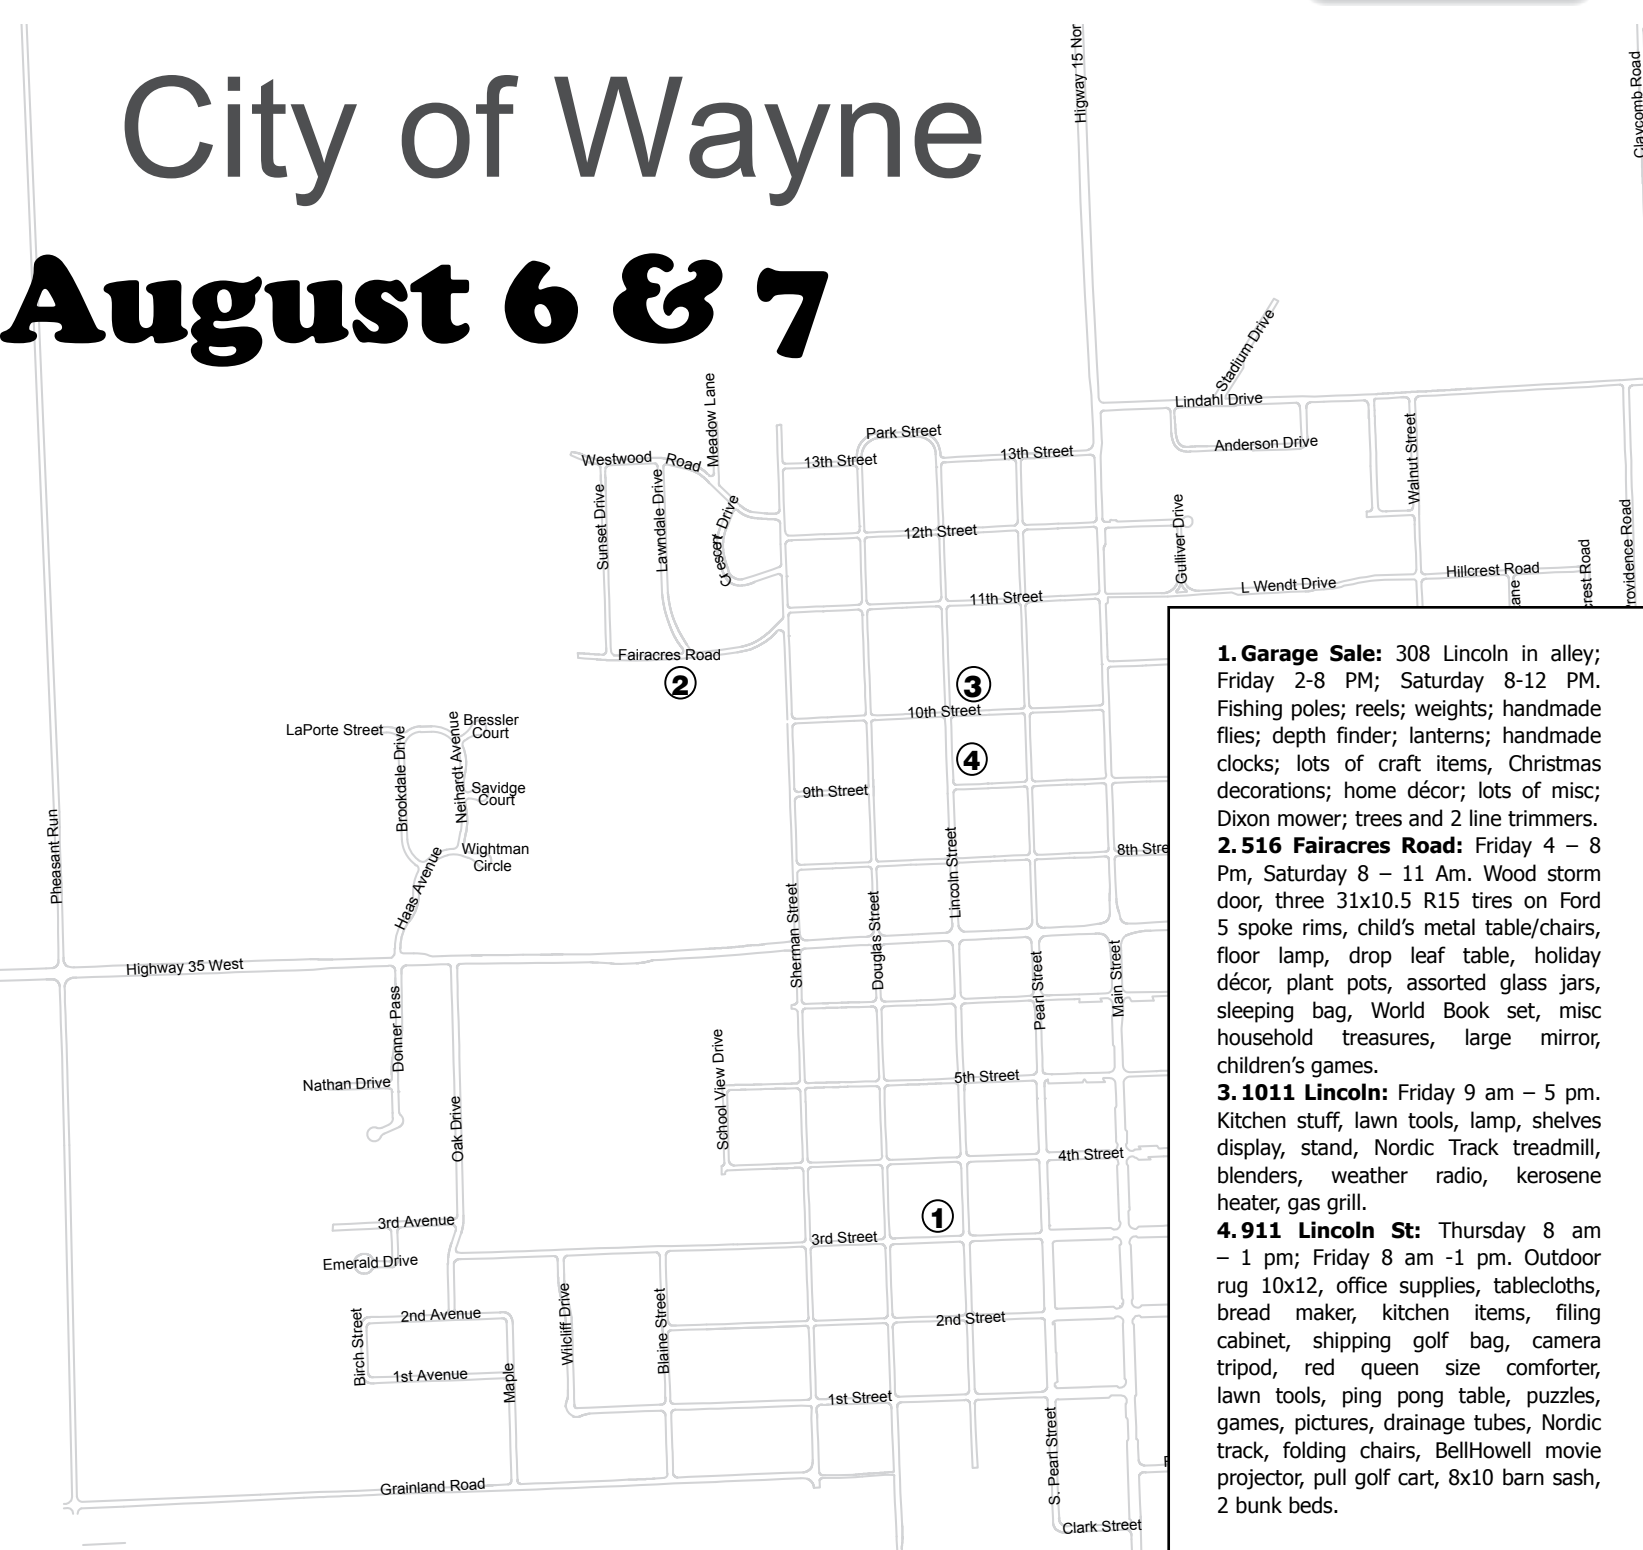 City of Wayne
August 6 & 7
Higway 15 Nor
Claycomb Road
Stadium Drive
Lindahl Drive
Anderson Drive
Walnut Street
Meadow Lane
Park Street
13th Street
13th Street
Westwood Road
Sunset Drive
Lawndale Drive
Crescent Drive
12th Street
Gulliver Drive
Providence Road
Hillcrest Road
crest Road
ane
L Wendt Drive
11th Street
Fairacres Road
2
3
10th Street
4
LaPorte Street
Bressler
Court
Brookdale Drive
Neihardt Avenue
Savidge
Court
Wightman
Circle
Haas Avenue
9th Street
8th Stre
Pheasant Run
Lincoln Street
Sherman Street
Douglas Street
Pearl Street
Main Street
Highway 35 West
Donner Pass
Nathan Drive
Oak Drive
School View Drive
5th Street
4th Street
1
3rd Avenue
3rd Street
Emerald Drive
2nd Avenue
2nd Street
Birch Street
Wilcliff Drive
Blaine Street
1st Avenue
Maple
1st Street
S. Pearl Street
Grainland Road
Clark Street
1. Garage Sale: 308 Lincoln in alley;
Friday 2-8 PM; Saturday 8-12 PM.
Fishing poles; reels; weights; handmade
flies; depth finder; lanterns; handmade
clocks; lots of craft items, Christmas
decorations; home décor; lots of misc;
Dixon mower; trees and 2 line trimmers.
2. 516 Fairacres Road: Friday 4 – 8
Pm, Saturday 8 – 11 Am. Wood storm
door, three 31x10.5 R15 tires on Ford
5 spoke rims, child’s metal table/chairs,
floor lamp, drop leaf table, holiday
décor, plant pots, assorted glass jars,
sleeping bag, World Book set, misc
household treasures, large mirror,
children’s games.
3. 1011 Lincoln: Friday 9 am – 5 pm.
Kitchen stuff, lawn tools, lamp, shelves
display, stand, Nordic Track treadmill,
blenders, weather radio, kerosene
heater, gas grill.
4. 911 Lincoln St: Thursday 8 am
– 1 pm; Friday 8 am -1 pm. Outdoor
rug 10x12, office supplies, tablecloths,
bread maker, kitchen items, filing
cabinet, shipping golf bag, camera
tripod, red queen size comforter,
lawn tools, ping pong table, puzzles,
games, pictures, drainage tubes, Nordic
track, folding chairs, BellHowell movie
projector, pull golf cart, 8x10 barn sash,
2 bunk beds.